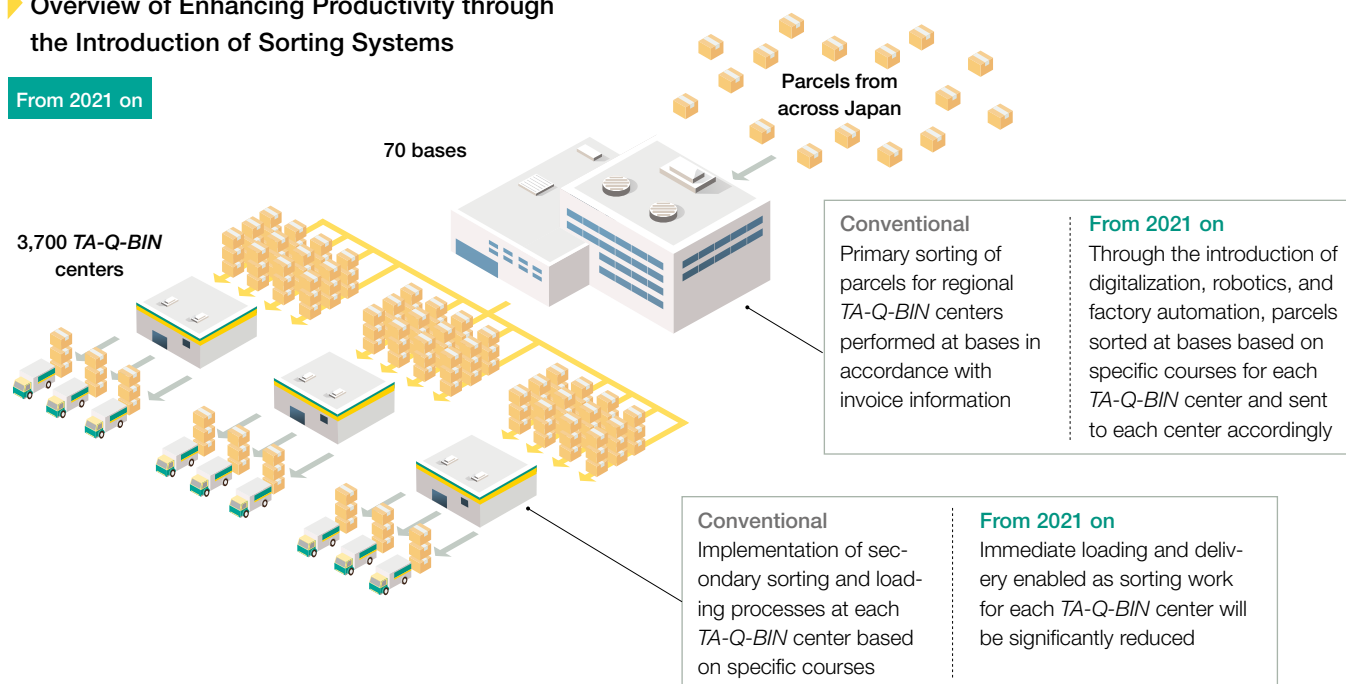 Overview of Enhancing Productivity through
the Introduction of Sorting Systems
From 2021 on
Parcels from
across Japan
70 bases
3,700 TA-Q-BIN
centers
Conventional
Primary sorting of
parcels for regional
TA-Q-BIN centers
performed at bases in
accordance with
invoice information
From 2021 on
Through the introduction of
digitalization, robotics, and
factory automation, parcels
sorted at bases based on
specific courses for each
TA-Q-BIN center and sent
to each center accordingly
Conventional
Implementation of sec-
ondary sorting and load-
ing processes at each
TA-Q-BIN center based
on specific courses
From 2021 on
Immediate loading and deliv-
ery enabled as sorting work
for each TA-Q-BIN center will
be significantly reduced